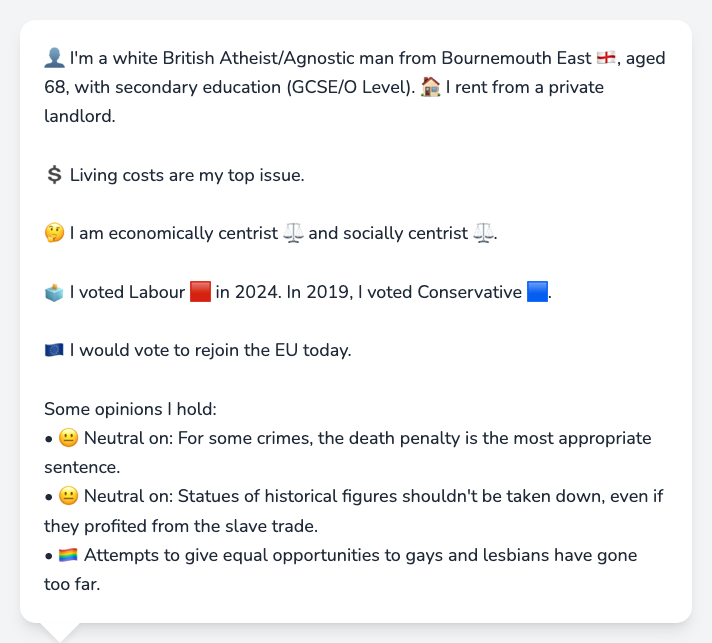 👤 I'm a white British Atheist/Agnostic man from Bournemouth East 🏴󠁧󠁢󠁥󠁮󠁧󠁿, aged
68, with secondary education (GCSE/O Level). 🏠 I rent from a private
landlord.
💲 Living costs are my top issue.
🤔 I am economically centrist ⚖️ and socially centrist ⚖️.
🗳️ I voted Labour 🟥 in 2024. In 2019, I voted Conservative 🟦.
🇪🇺 I would vote to rejoin the EU today.
Some opinions I hold:
• 😐 Neutral on: For some crimes, the death penalty is the most appropriate
sentence.
• 😐 Neutral on: Statues of historical figures shouldn't be taken down, even if
they profited from the slave trade.
• 🏳️‍🌈 Attempts to give equal opportunities to gays and lesbians have gone
too far.